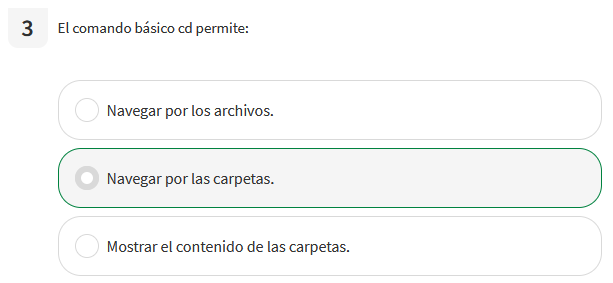 3
El comando básico cd permite:
Navegar por los archivos.
Navegar por las carpetas.
Mostrar el contenido de las carpetas.